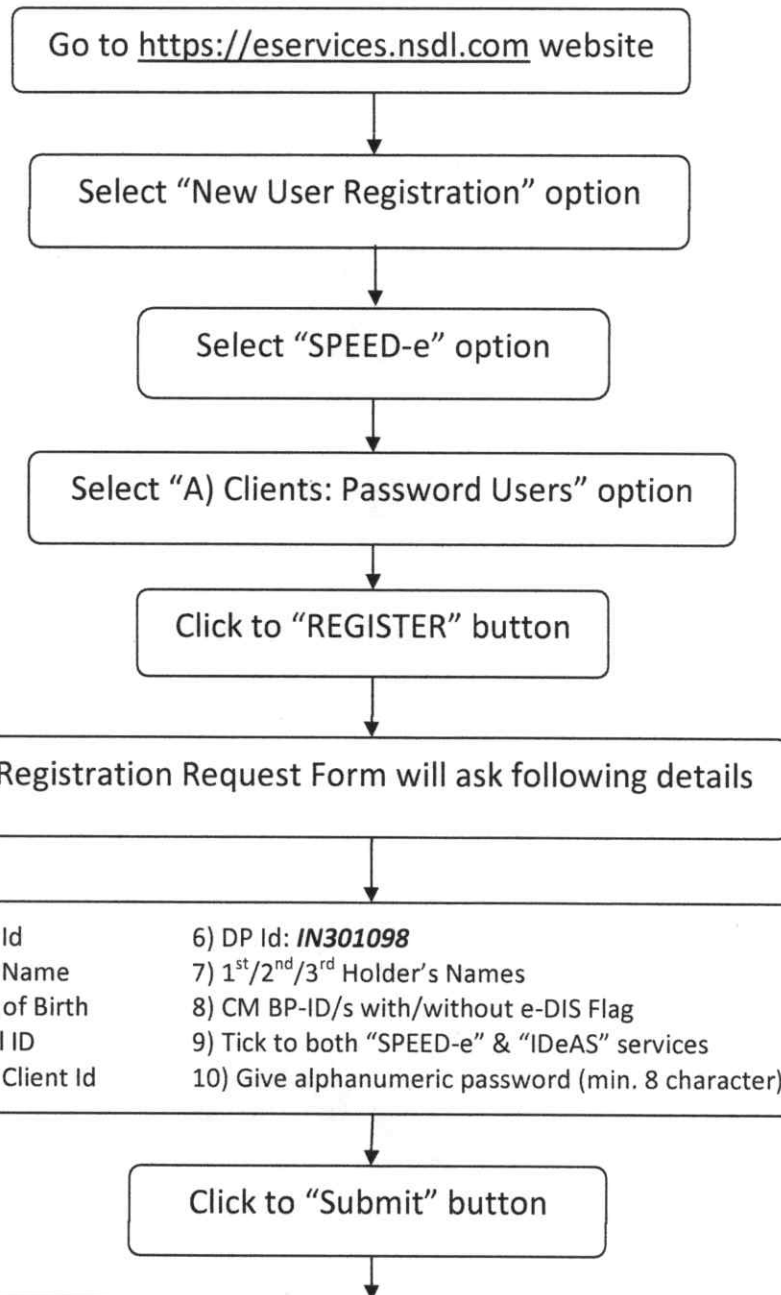 Go to https://eservices.nsdl.com website
Select “New User Registration” option
Select “SPEED-e” option
Select “A) Clients: Password Users” option
Click to “REGISTER” button
Registration Request Form will ask following details
Id 6) DP Id: IN301098
Name 7) 1st/2nd/3rd Holder’s Names
of Birth 8) CM BP-ID/s with/without e-DIS Flag
ID 9) Tick to both “SPEED-e” & “IDeAS” services
Client Id 10) Give alphanumeric password (min. 8 character)
Click to “Submit” button